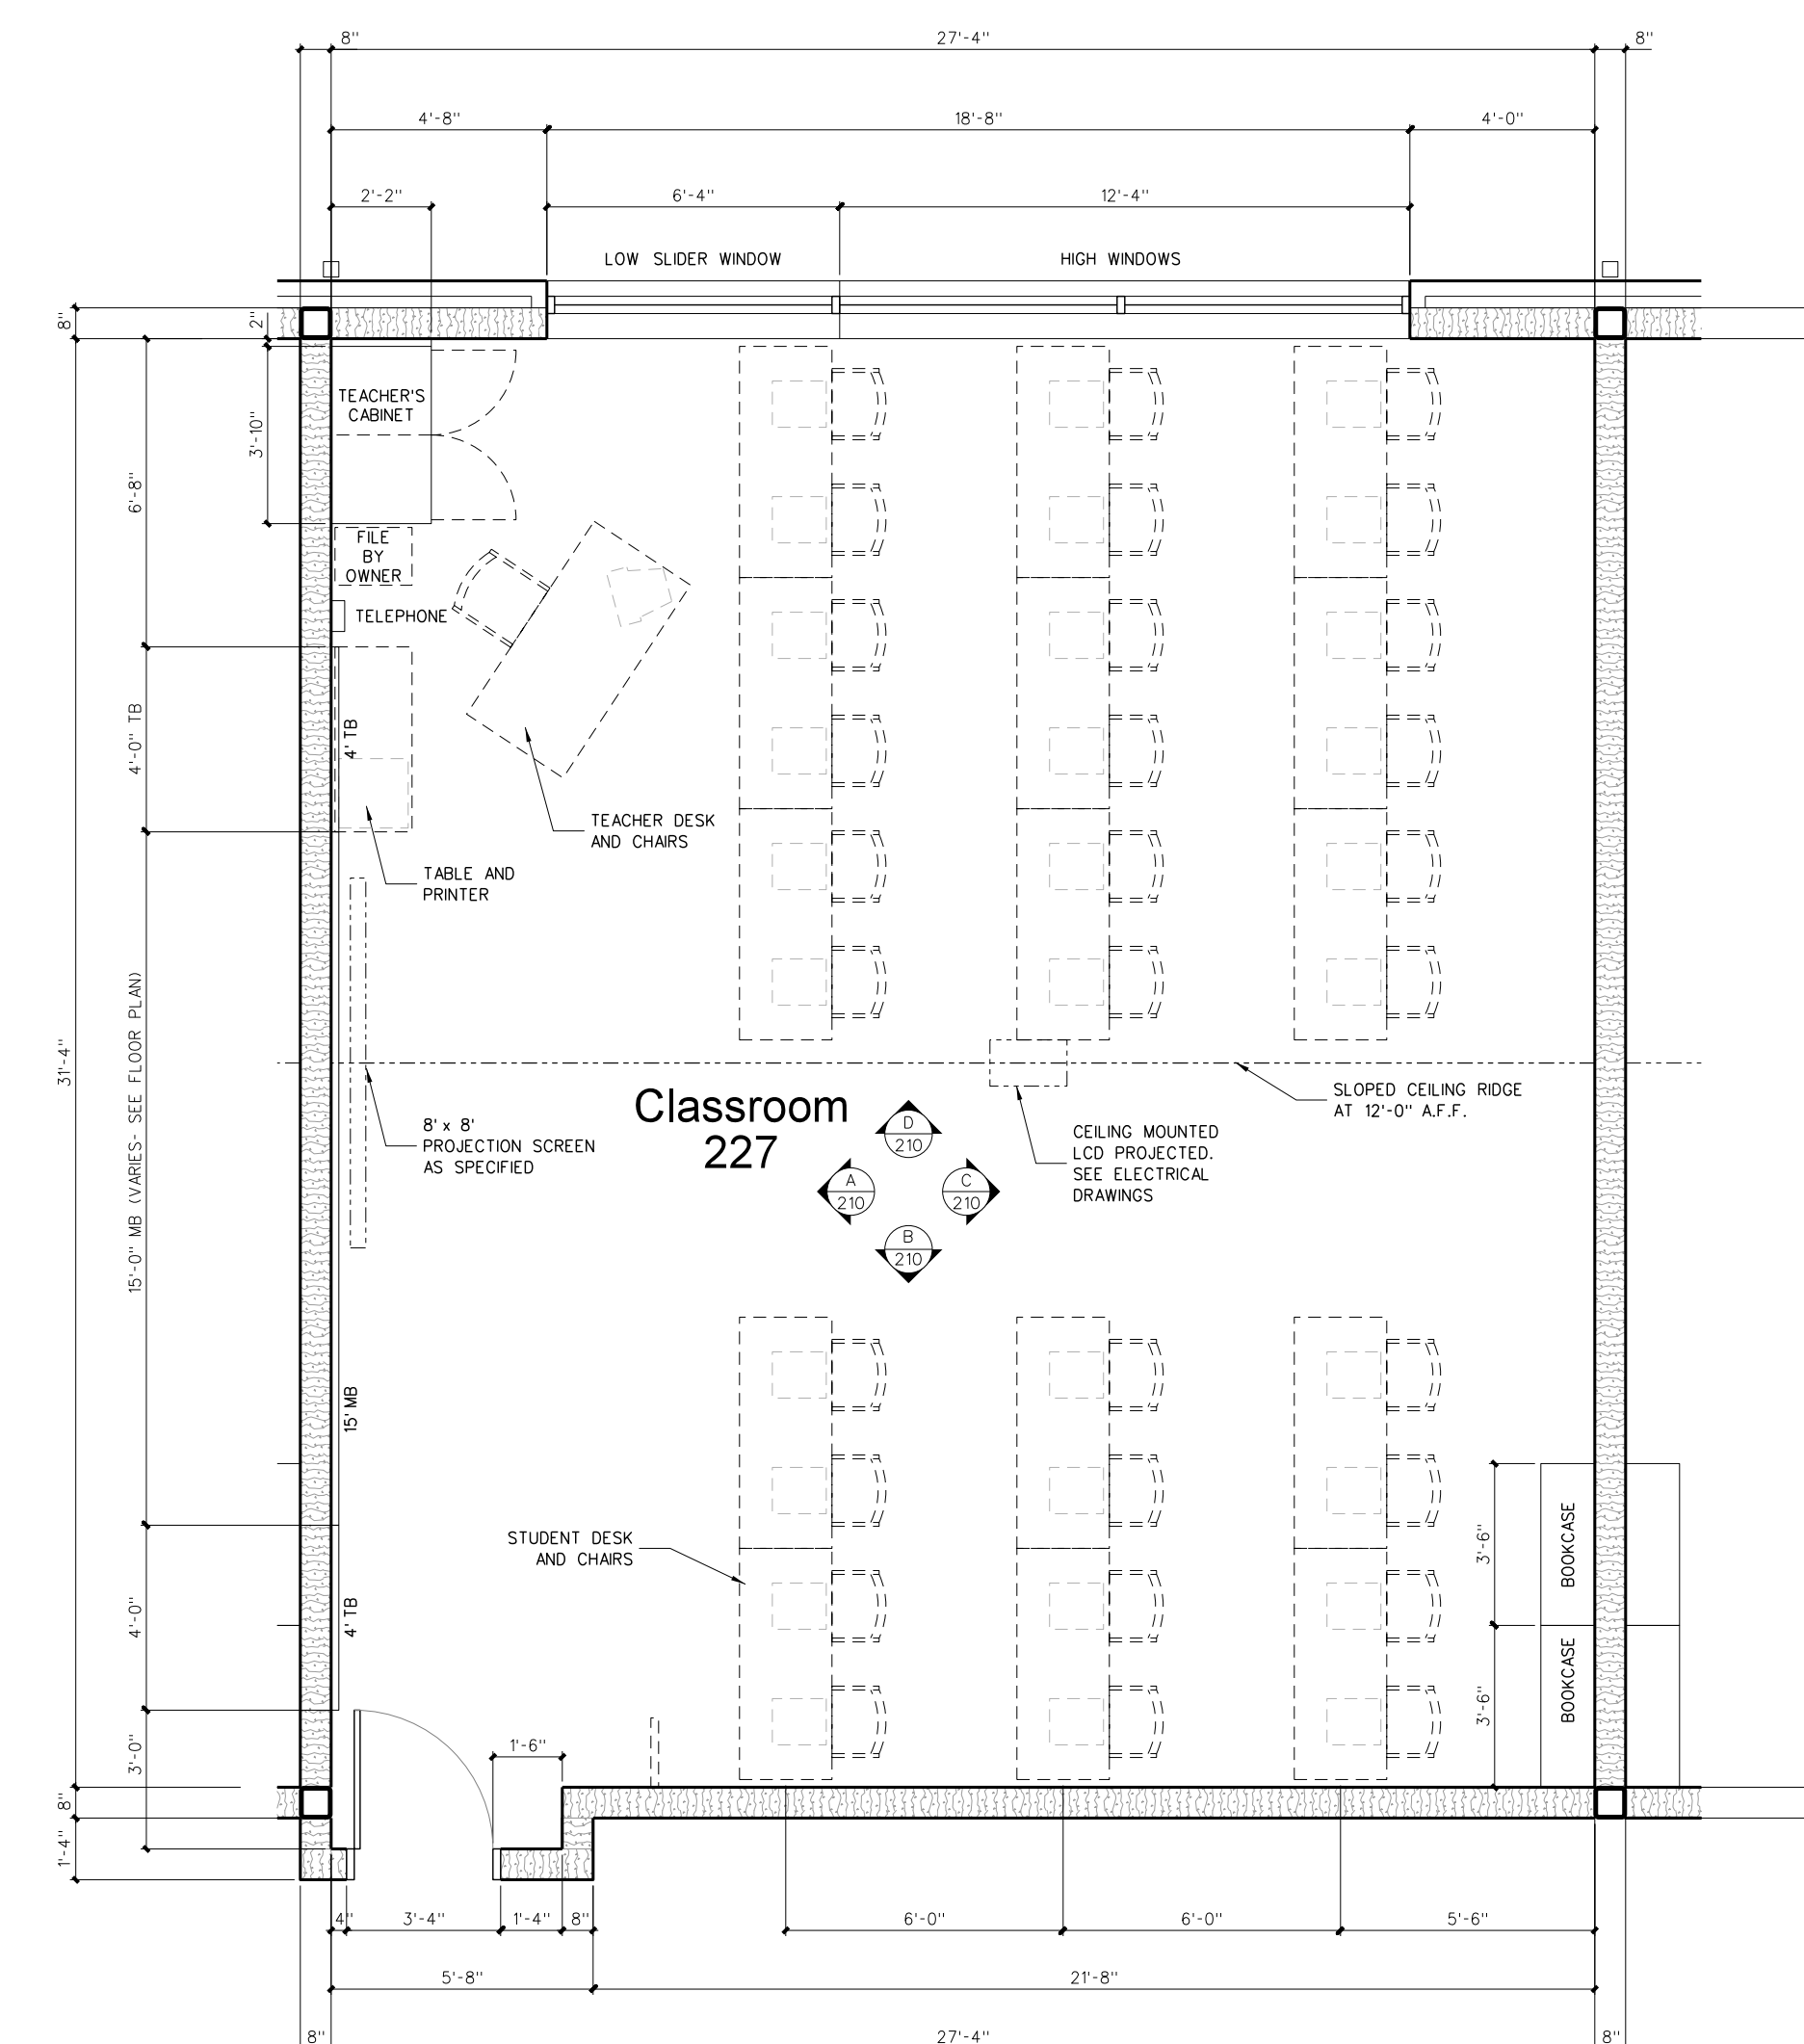 8" 27'-4" 8"
4'-8" 18'-8" 4'-0"
2'-2" 6'-4" 12'-4"
LOW SLIDER WINDOW HIGH WINDOWS
8" 2"
TEACHER'S
CABINET
3'-10"
6'-8"
FILE
BY
OWNER
TELEPHONE
4'-0" TB
4' TB
TEACHER DESK
AND CHAIRS
TABLE AND
PRINTER
31'-4"
15'-0" MB (VARIES- SEE FLOOR PLAN)
SLOPED CEILING RIDGE
AT 12'-0" A.F.F.
Classroom
227
8' x 8'
PROJECTION SCREEN
AS SPECIFIED
D
210
A
210
C
210
B
210
CEILING MOUNTED
LCD PROJECTED.
SEE ELECTRICAL
DRAWINGS
15' MB
STUDENT DESK
AND CHAIRS
3'-6"
BOOKCASE
4'-0"
4' TB
3'-6"
BOOKCASE
3'-0"
1'-6"
8"
1'-4"
4" 3'-4" 1'-4" 8" 6'-0" 6'-0" 5'-6"
5'-8" 21'-8"
8" 27'-4" 8"